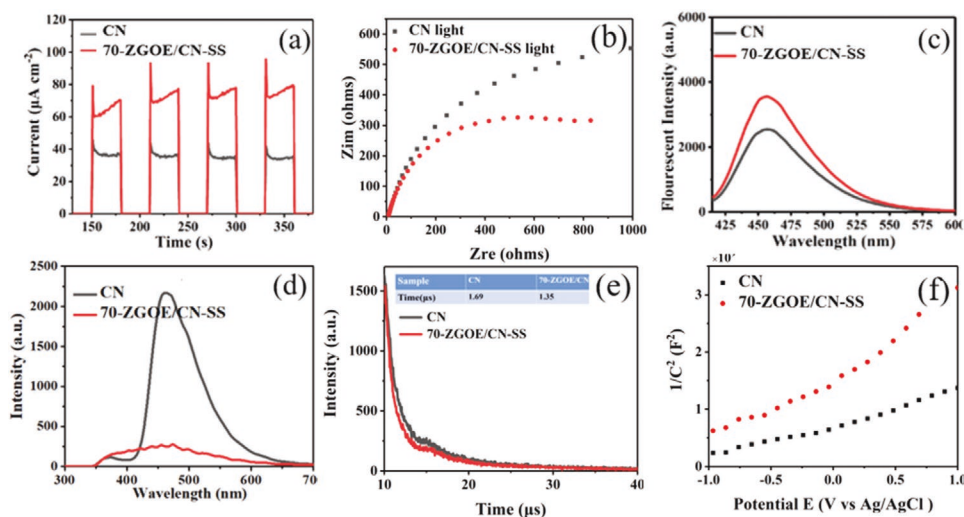 (a)
CN
70-ZGOE/CN-SS
Current (μA cm⁻²)
120
100
80
60
40
20
0
150 200 250 300 350
Time (s)
(b)
CN light
70-ZGOE/CN-SS light
Zim (ohms)
600
500
400
300
200
100
0
0 200 400 600 800 1000
Zre (ohms)
(c)
CN
70-ZGOE/CN-SS
Flourescent Intensity (a.u.)
6000
4000
2000
0
425 450 475 500 525 550 575 600
Wavelength (nm)
(d)
CN
70-ZGOE/CN-SS
Intensity (a.u.)
2500
2000
1500
1000
500
0
300 400 500 600 70
Wavelength (nm)
(e)
Sample CN 70-ZGOE/CN
Time(μs) 1.69 1.35
CN
70-ZGOE/CN-SS
Intensity (a.u.)
1500
1000
500
0
10 20 30 40
Time (μs)
(f)
CN
70-ZGOE/CN-SS
1/C² (F²)
3
2
1
0
-1.0 -0.5 0.0 0.5 1.0
Potential E (V vs Ag/AgCl )